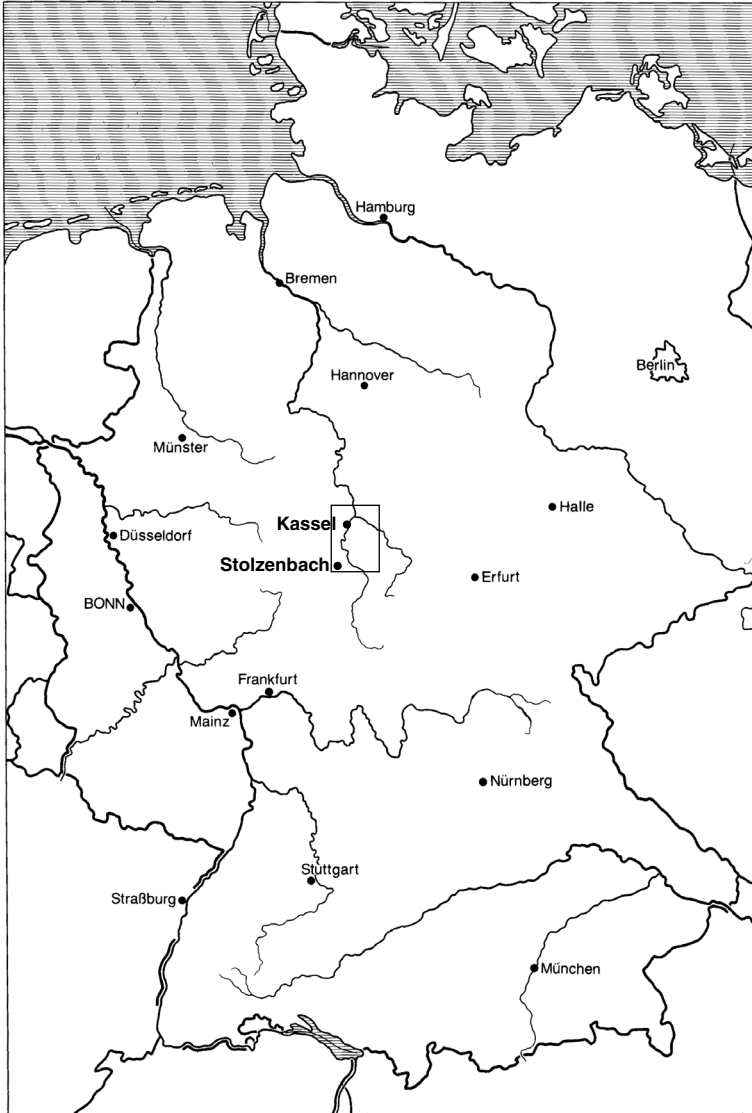 Hamburg
Bremen
Berlin
Hannover
Münster
Halle
Kassel
Düsseldorf
Stolzenbach
Erfurt
BONN
Frankfurt
Mainz
Nürnberg
Stuttgart
Straßburg
München